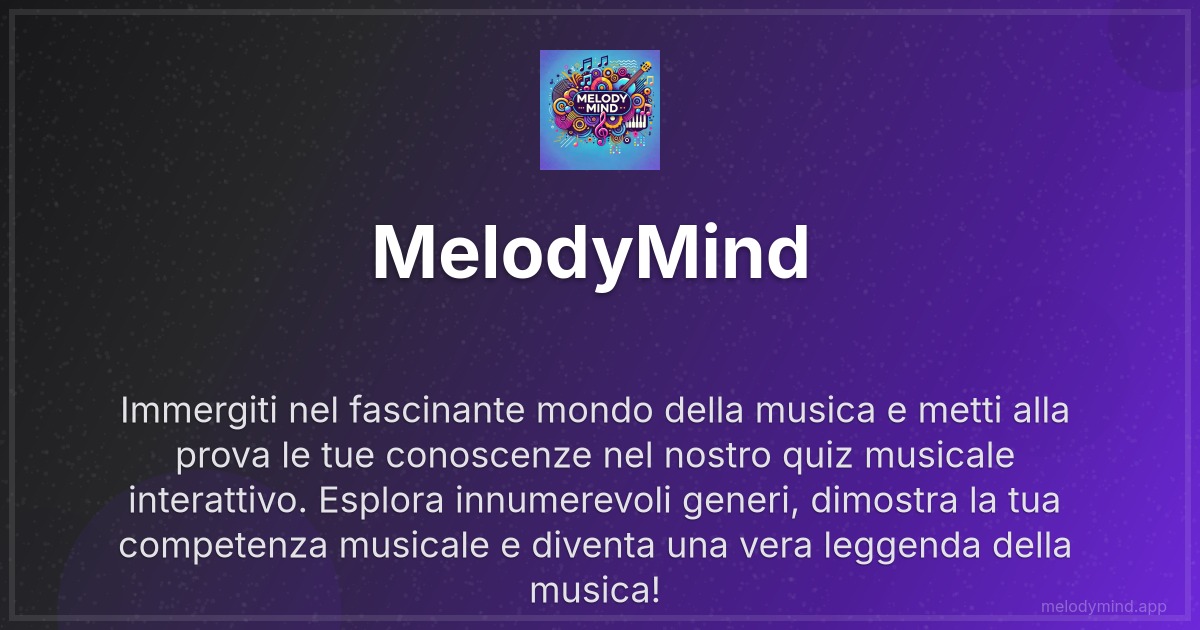 MELODY
MIND
MelodyMind
Immergiti nel fascinante mondo della musica e metti alla
prova le tue conoscenze nel nostro quiz musicale
interattivo. Esplora innumerevoli generi, dimostra la tua
competenza musicale e diventa una vera leggenda della
musica!
melodymind.app